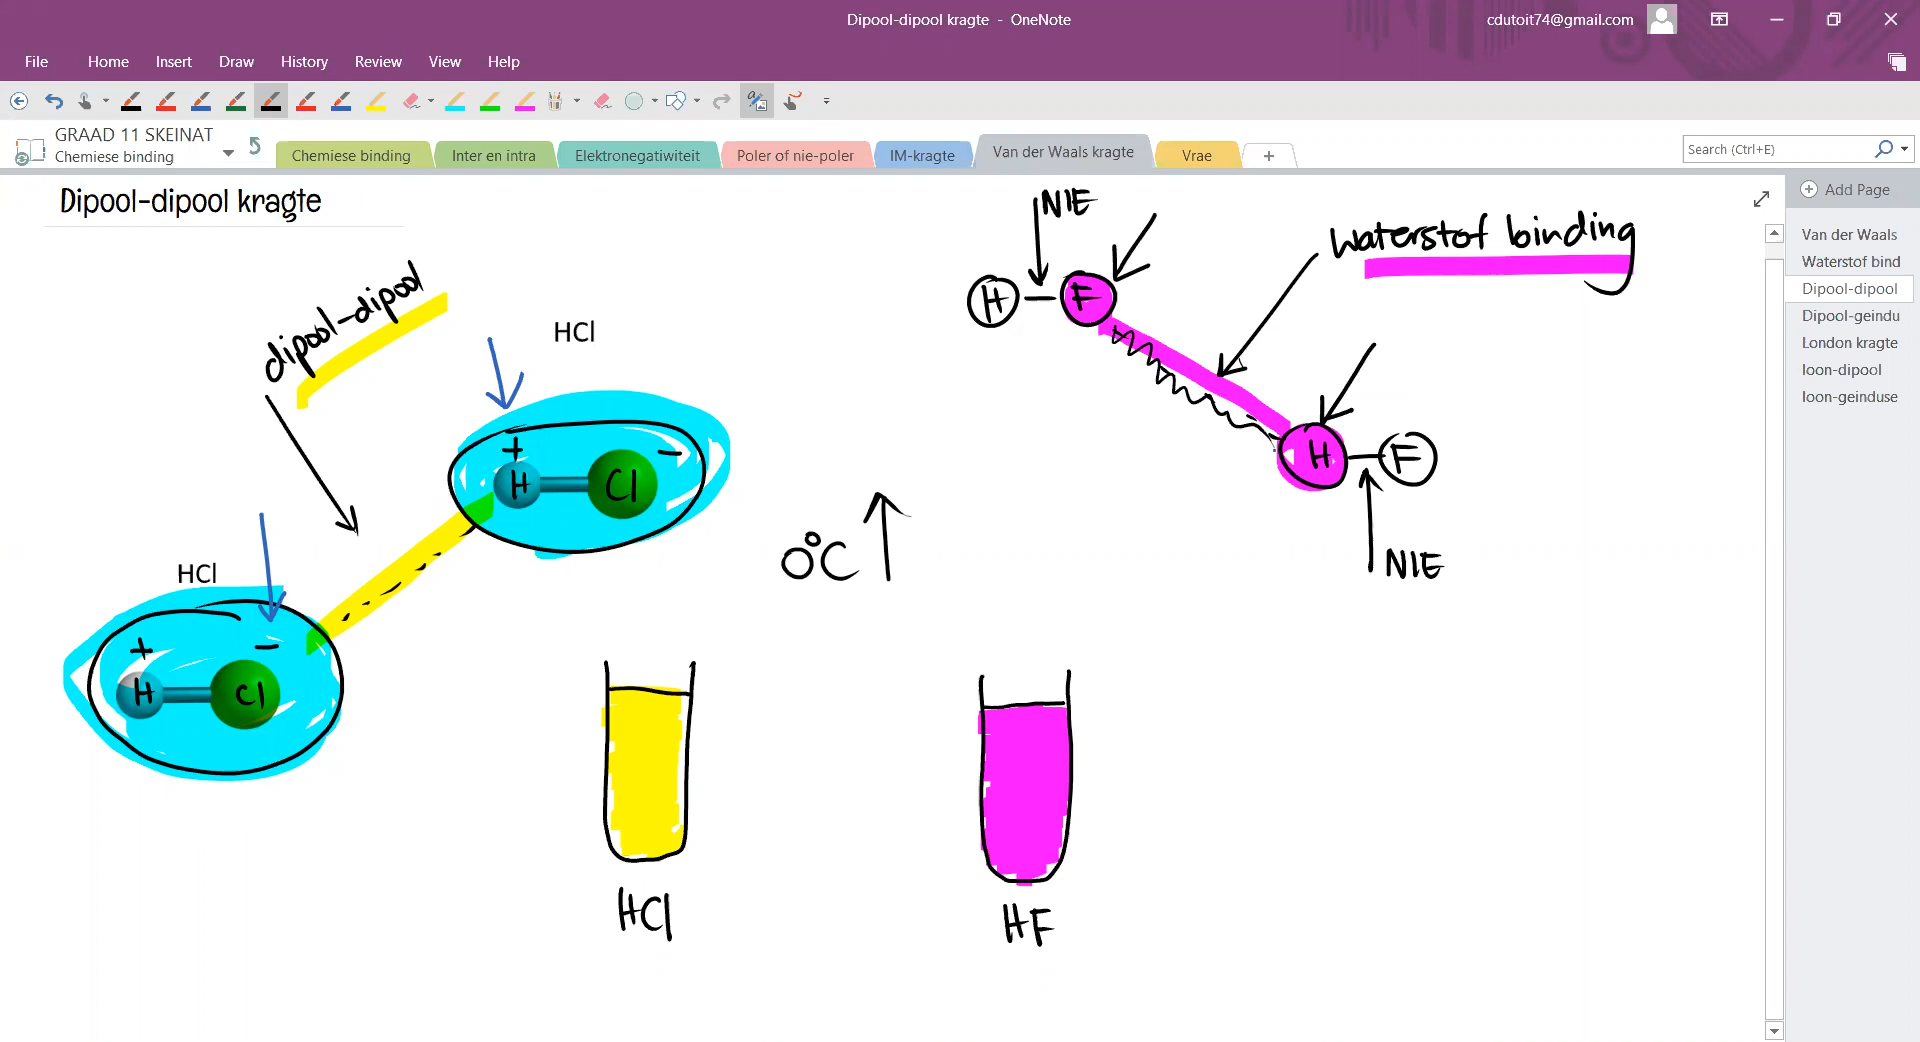 Dipool-dipool kragte - OneNote
cdutoit74@gmail.com
File Home Insert Draw History Review View Help
GRAAD 11 SKEINAT
Chemiese binding
Chemiese binding
Inter en intra
Elektronegatiwiteit
Poler of nie-poler
IM-kragte
Van der Waals kragte
Vrae
+
Search (Ctrl+E)
Add Page
Van der Waals
Waterstof bind
Dipool-dipool
Dipool-geindu
London kragte
Ioon-dipool
Ioon-geinduse
Dipool-dipool kragte
dipool-dipool
HCl
+ -
H Cl
HCl
+ -
H Cl
NIE
waterstof binding
H F
H F
NIE
0°C
HCl
HF